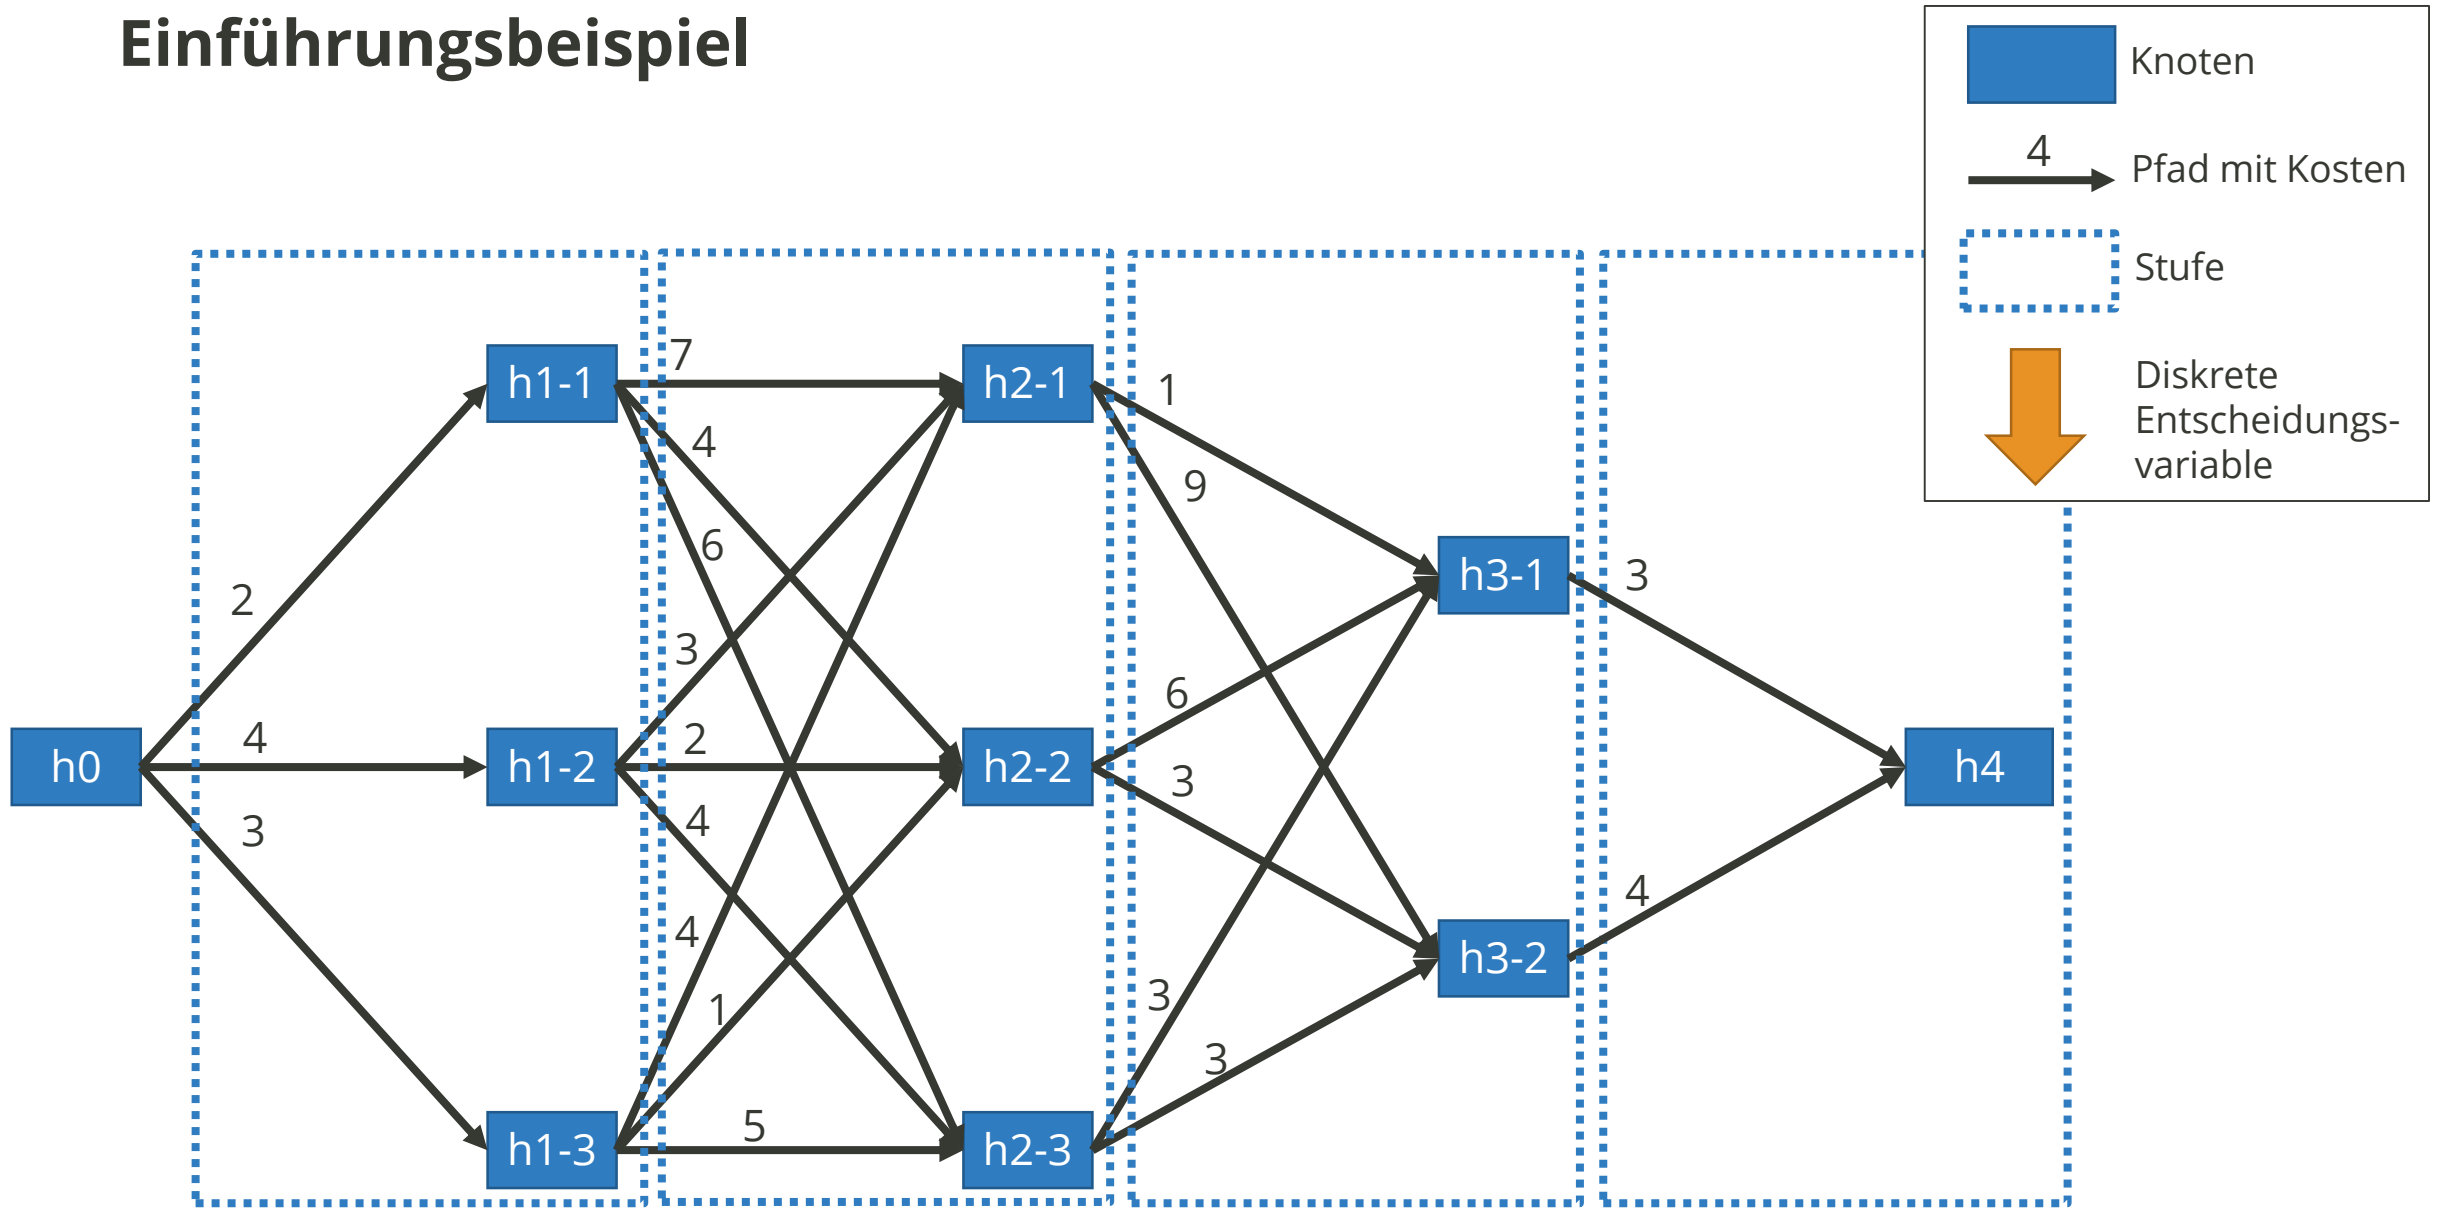 Einführungsbeispiel
Knoten
4
Pfad mit Kosten
Stufe
Diskrete
Entscheidungs-
variable
h0
2
4
3
h1-1
h1-2
h1-3
7
4
6
3
2
4
4
1
5
h2-1
h2-2
h2-3
1
9
6
3
3
3
h3-1
h3-2
3
4
h4